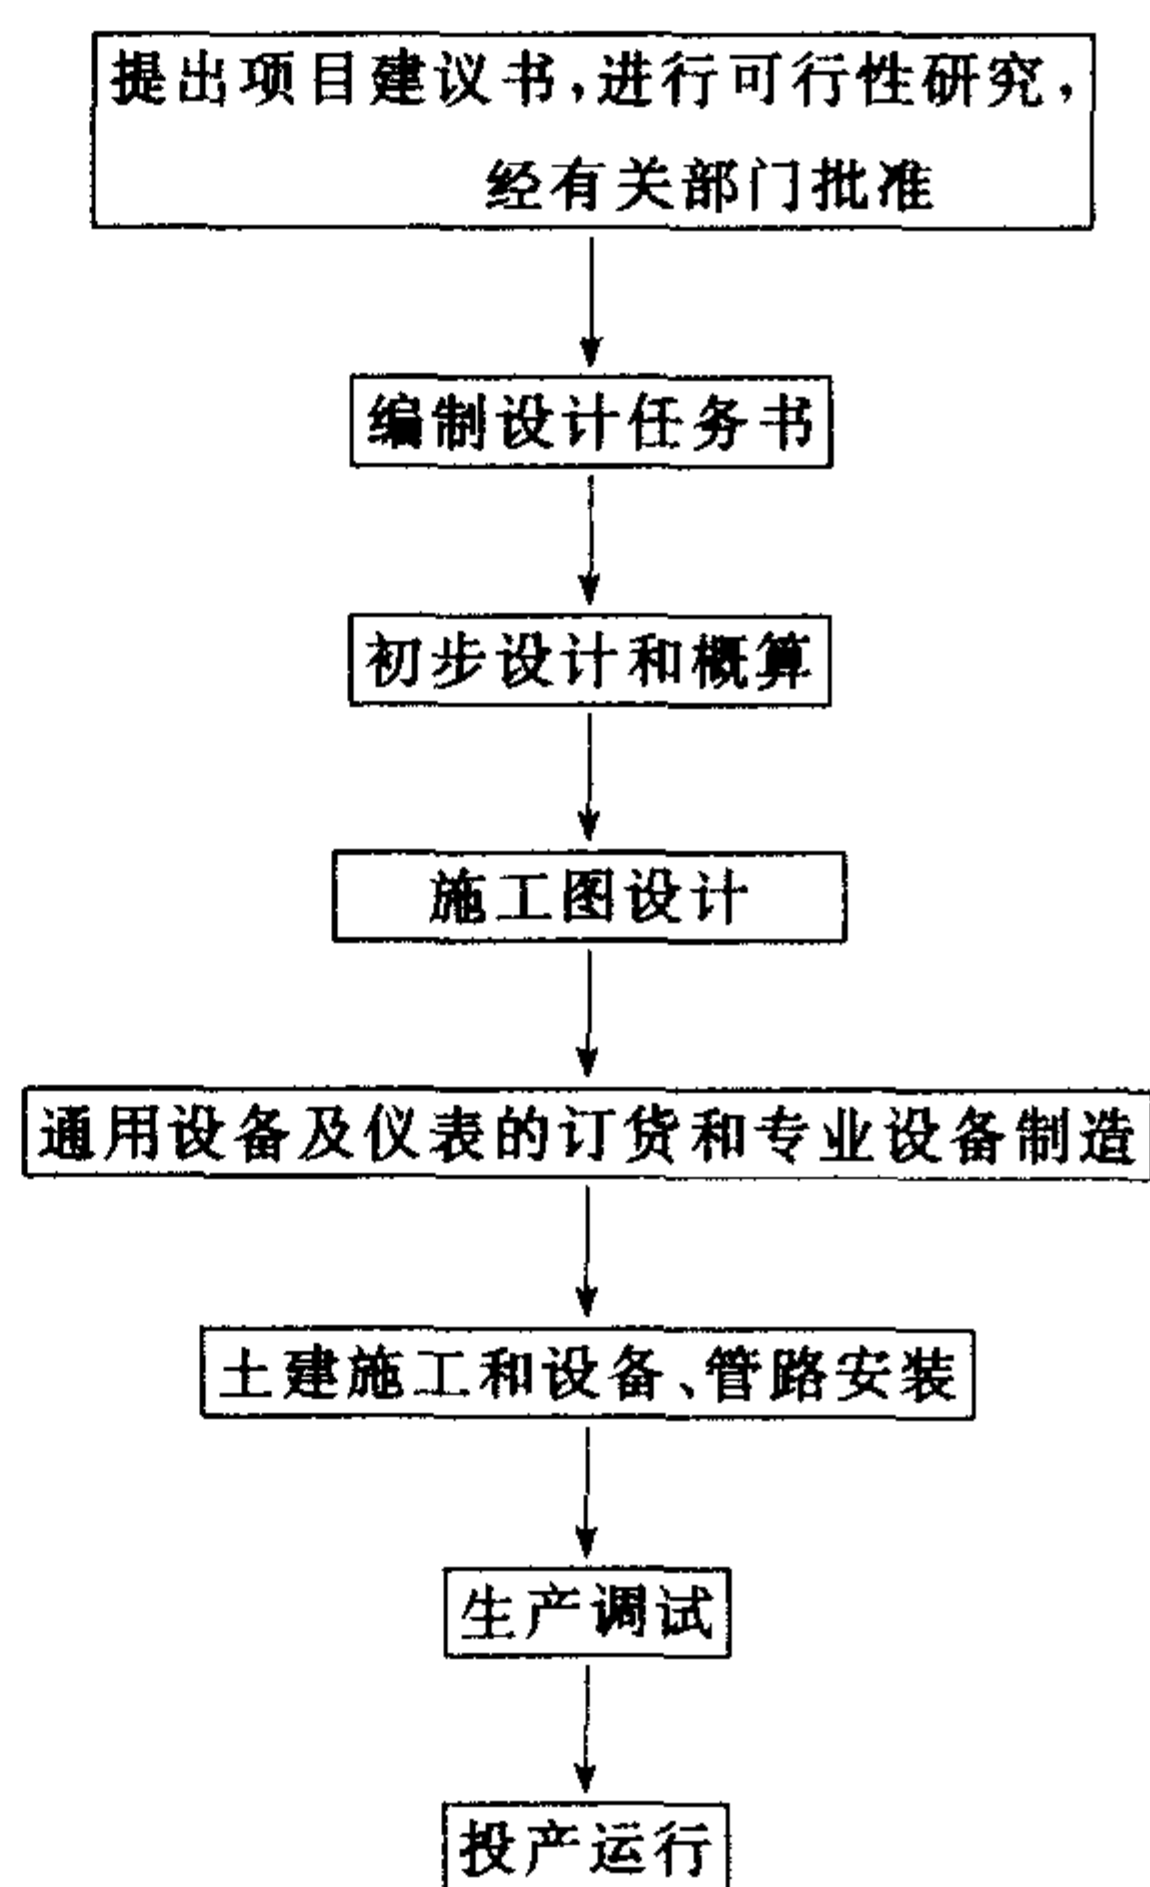 提出项目建议书,进行可行性研究,
经有关部门批准
编制设计任务书
初步设计和概算
施工图设计
通用设备及仪表的订货和专业设备制造
土建施工和设备、管路安装
生产调试
投产运行